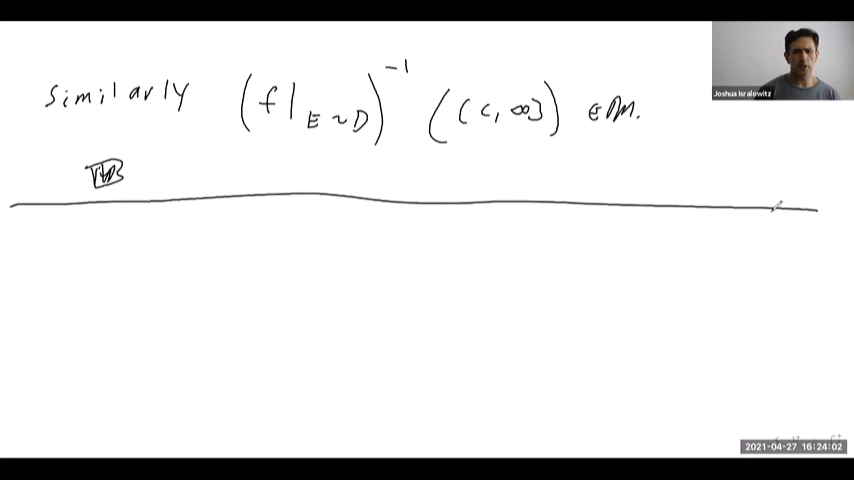 Similarly (f|_{E~D})^{-1} ((c, ∞]) ∈ M.
Joshua Isralowitz
2021-04-27 16:24:02